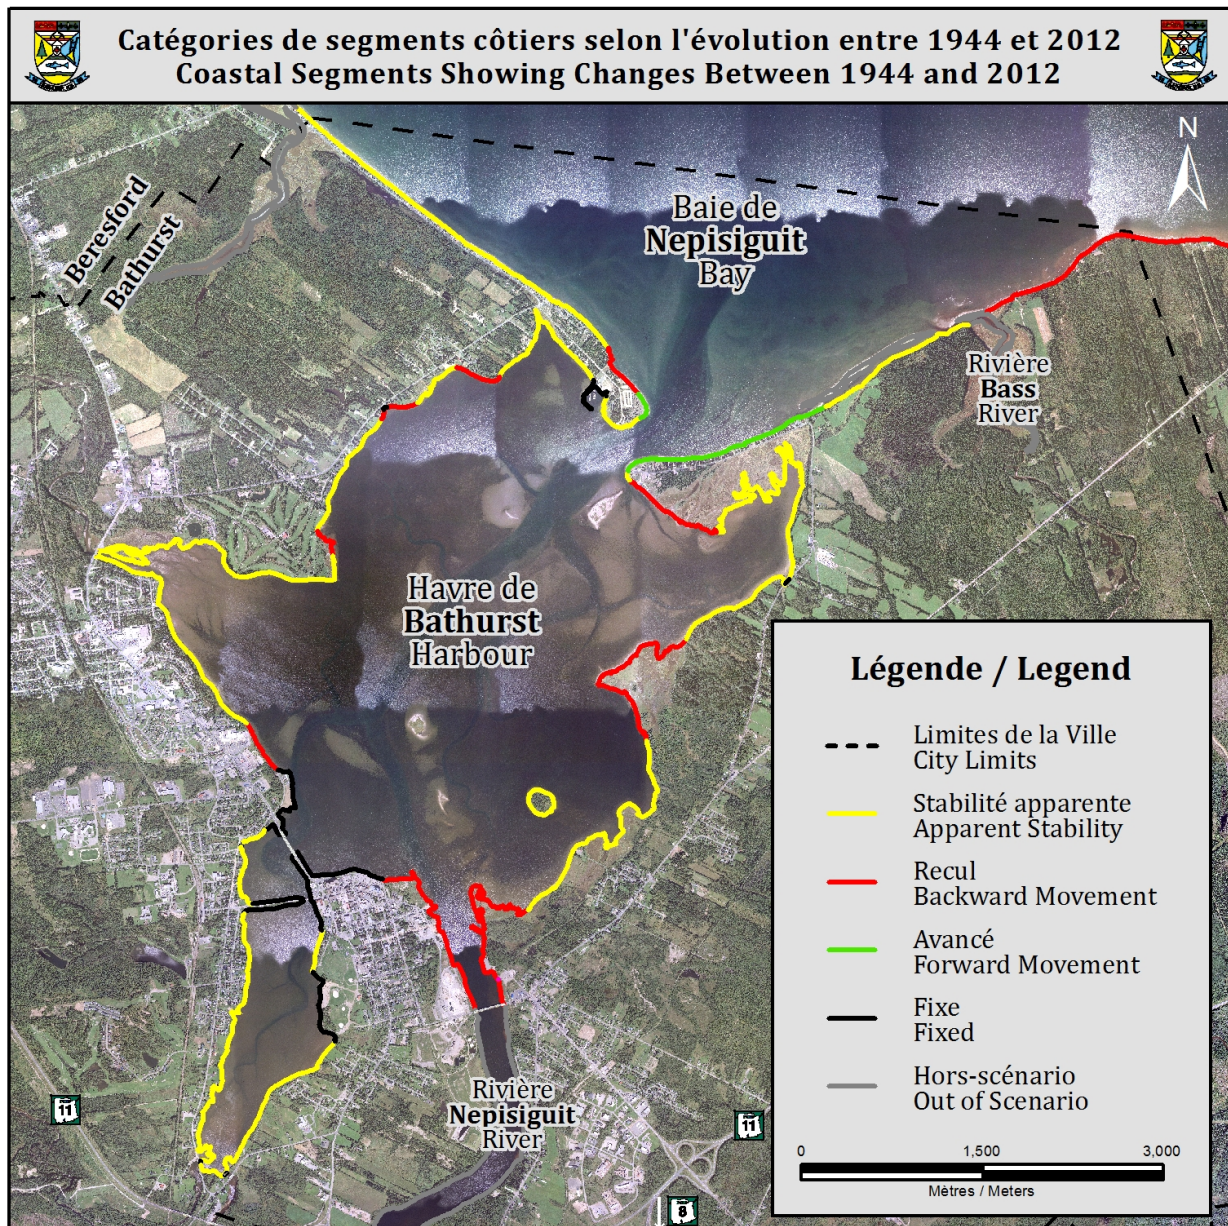 Catégories de segments côtiers selon l'évolution entre 1944 et 2012
Coastal Segments Showing Changes Between 1944 and 2012
N
Beresford
Bathurst
Baie de
Nepisiguit
Bay
Rivière
Bass
River
Havre de
Bathurst
Harbour
Rivière
Nepisiguit
River
11
11
8
Légende / Legend
Limites de la Ville
City Limits
Stabilité apparente
Apparent Stability
Recul
Backward Movement
Avancé
Forward Movement
Fixe
Fixed
Hors-scénario
Out of Scenario
0 1,500 3,000
Mètres / Meters